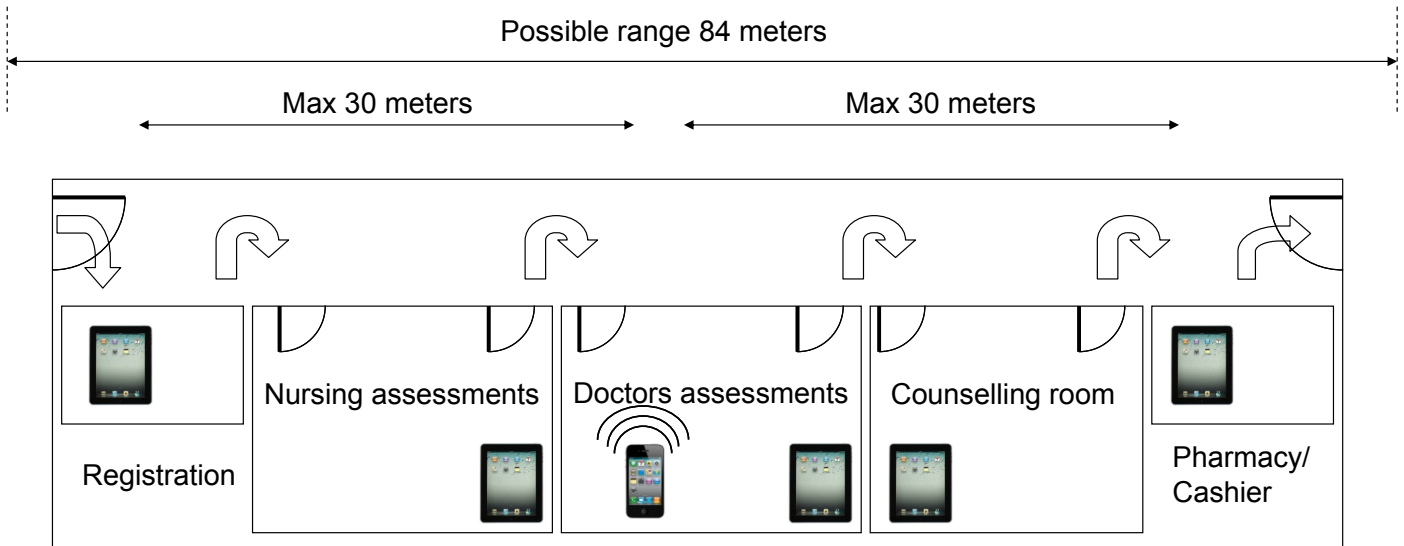 Possible range 84 meters
Max 30 meters
Max 30 meters
Nursing assessments
Doctors assessments
Counselling room
Registration
Pharmacy/
Cashier